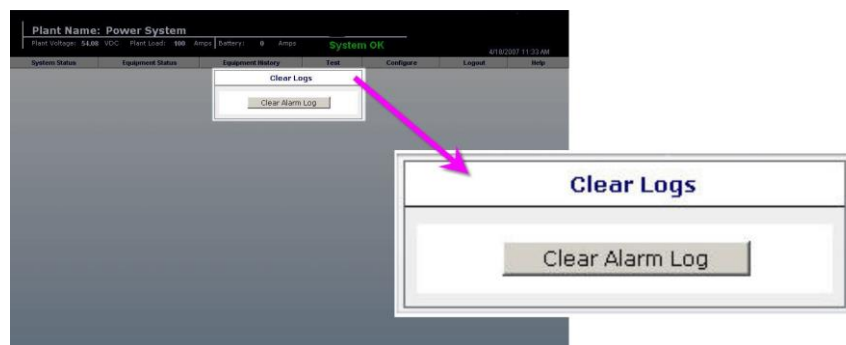 Plant Name: Power System
Plant Voltage: 54.00 VDC Plant Load: 100 Amps Battery: 0 Amps System OK
4/18/2007 11:33 AM
System Status Equipment Status Equipment History Test Configure Logout Help
Clear Logs
Clear Alarm Log
Clear Logs
Clear Alarm Log